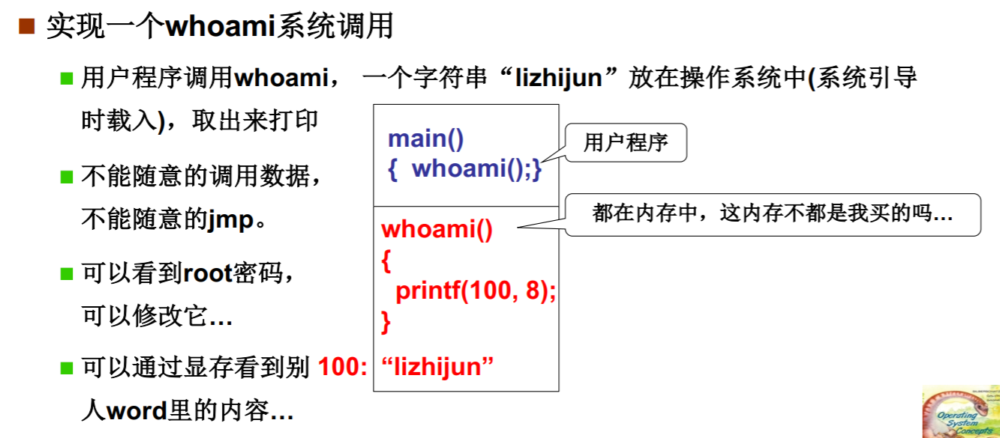 实现一个whoami系统调用
用户程序调用whoami， 一个字符串“lizhijun”放在操作系统中(系统引导
时载入)，取出来打印
不能随意的调用数据，
不能随意的jmp。
可以看到root密码，
可以修改它...
可以通过显存看到别
人word里的内容...
main()
{ whoami();}
用户程序
whoami()
{
printf(100, 8);
}
都在内存中，这内存不都是我买的吗...
100: “lizhijun”
Operating
System
Concepts